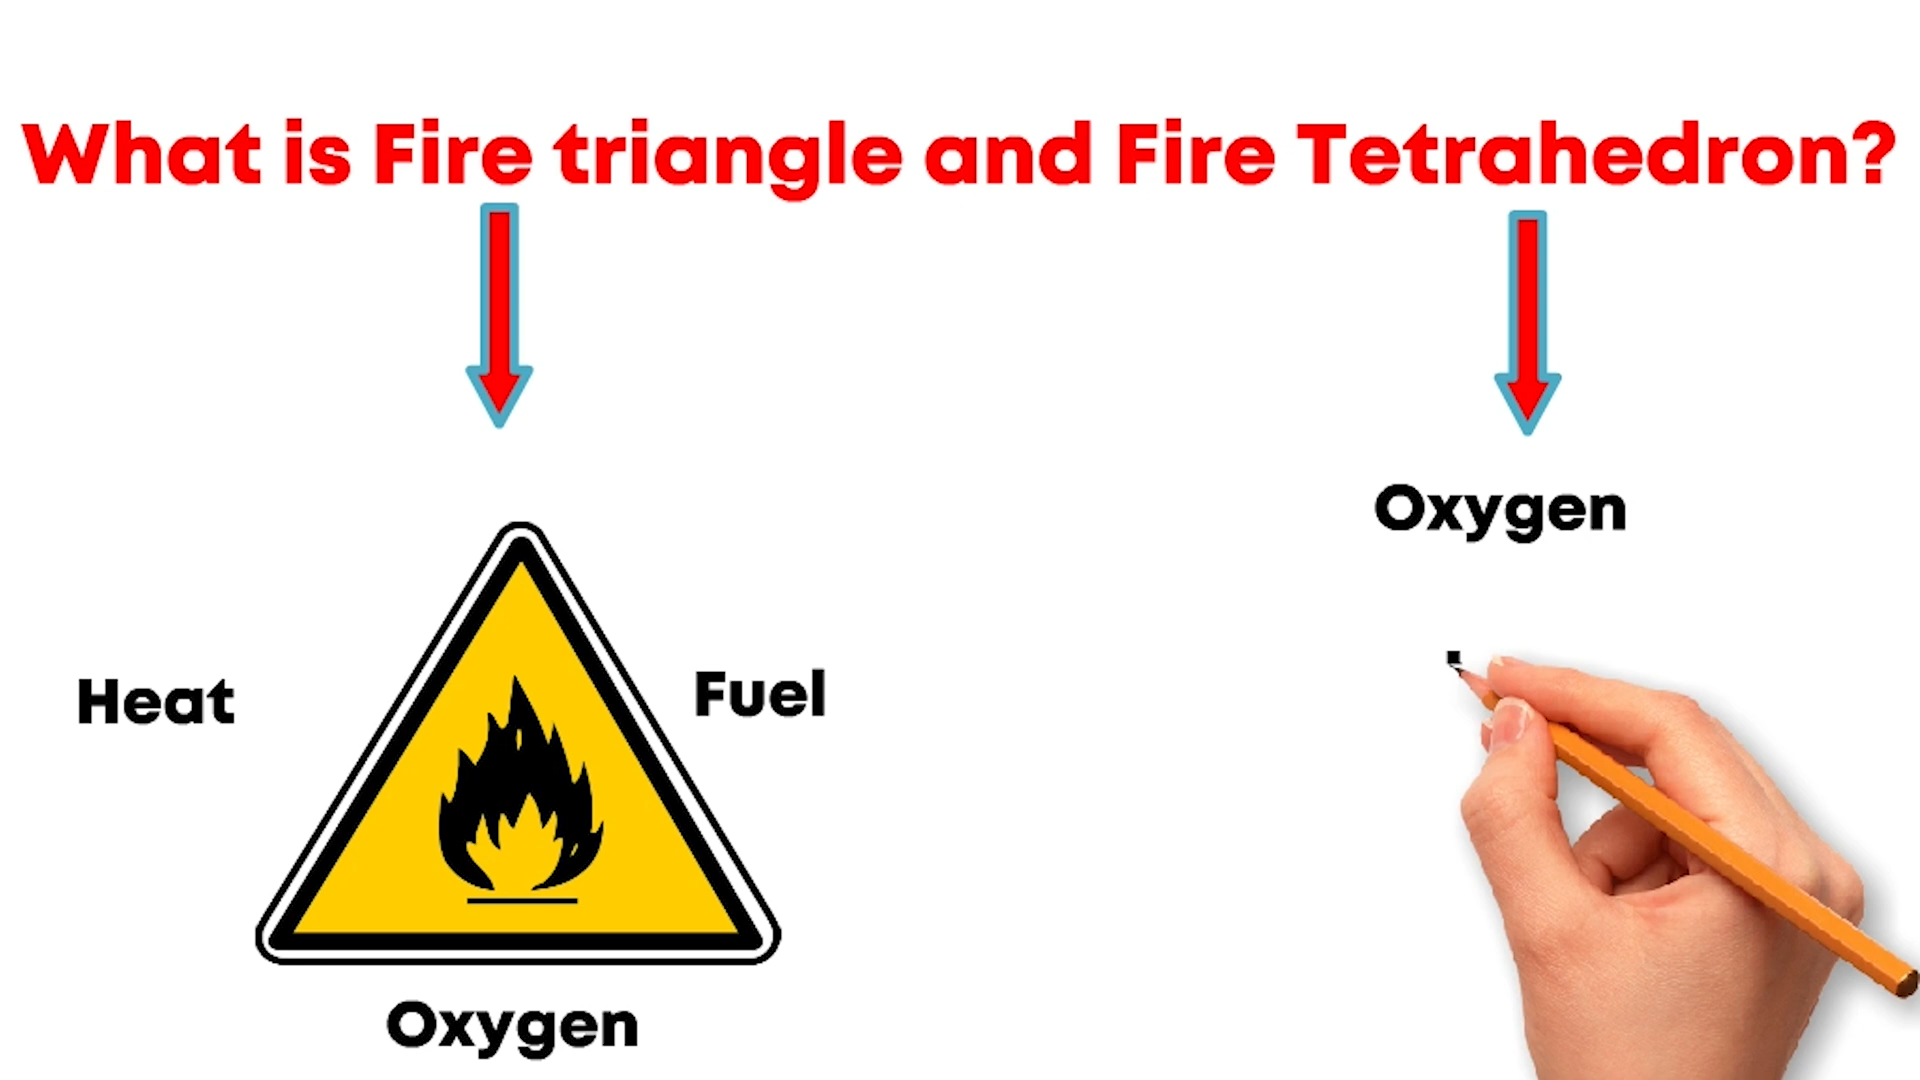 What is Fire triangle and Fire Tetrahedron?
Oxygen
Heat
Fuel
Oxygen